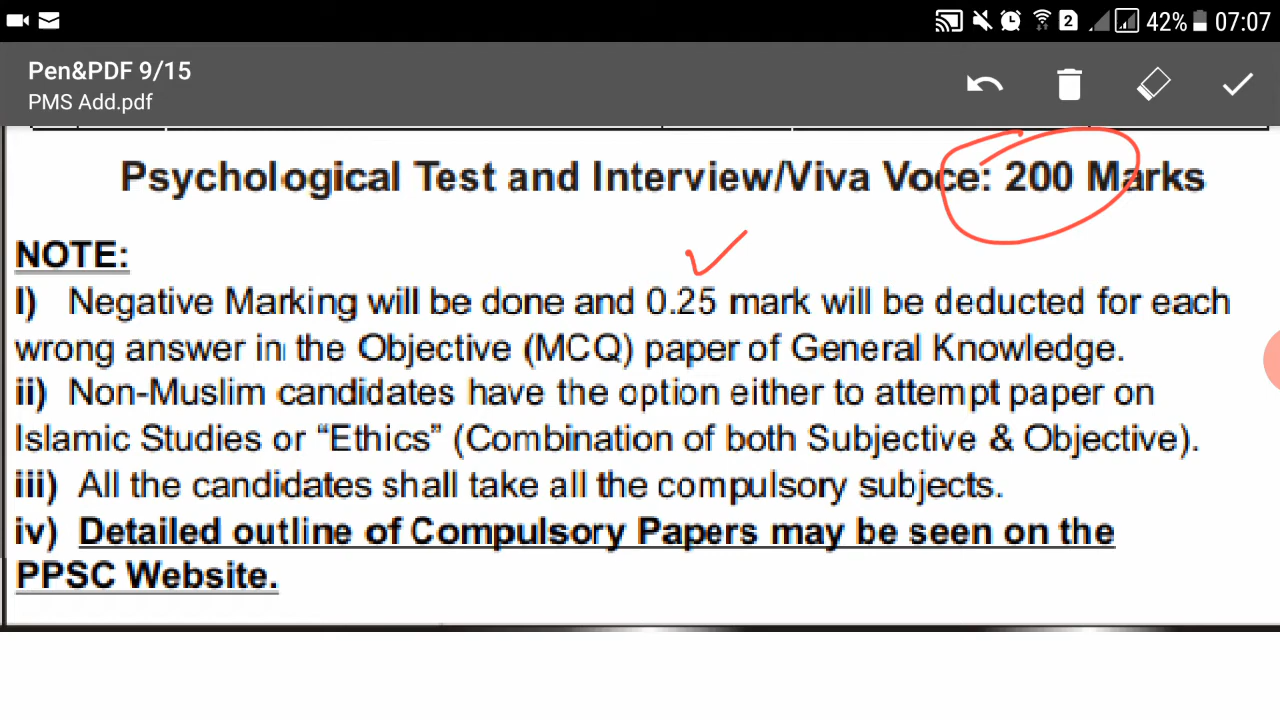 2 42% 07:07
Pen&PDF 9/15
PMS Add.pdf
Psychological Test and Interview/Viva Voce: 200 Marks
NOTE:
I) Negative Marking will be done and 0.25 mark will be deducted for each
wrong answer in the Objective (MCQ) paper of General Knowledge.
ii) Non-Muslim candidates have the option either to attempt paper on
Islamic Studies or “Ethics” (Combination of both Subjective & Objective).
iii) All the candidates shall take all the compulsory subjects.
iv) Detailed outline of Compulsory Papers may be seen on the
PPSC Website.